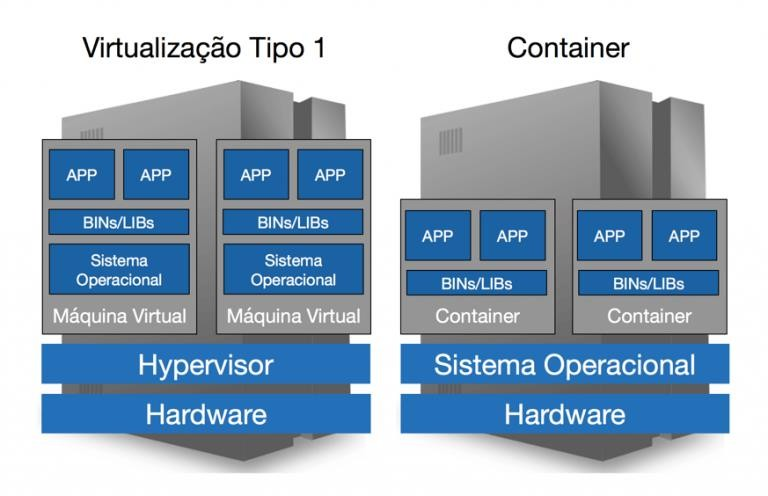 Virtualização Tipo 1
APP
APP
BINs/LIBs
Sistema
Operacional
Máquina Virtual
APP
APP
BINs/LIBs
Sistema
Operacional
Máquina Virtual
Hypervisor
Hardware
Container
APP
APP
BINs/LIBs
Container
APP
APP
BINs/LIBs
Container
Sistema Operacional
Hardware